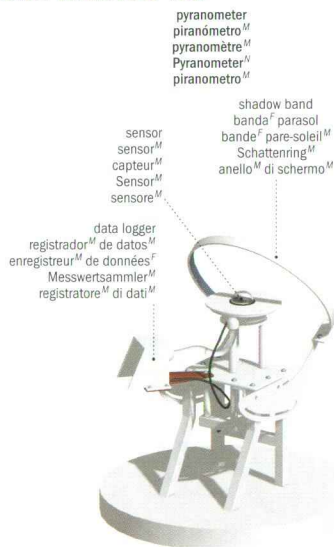 pyranometer
piranómetro^M
pyranomètre^M
Pyranometer^N
piranometro^M
shadow band
banda^F parasol
bande^F pare-soleil^M
Schattenring^M
anello^M di schermo^M
sensor
sensor^M
capteur^M
Sensor^M
sensore^M
data logger
registrador^M de datos^M
enregistreur^M de données^F
Messwertsammler^M
registratore^M di dati^M